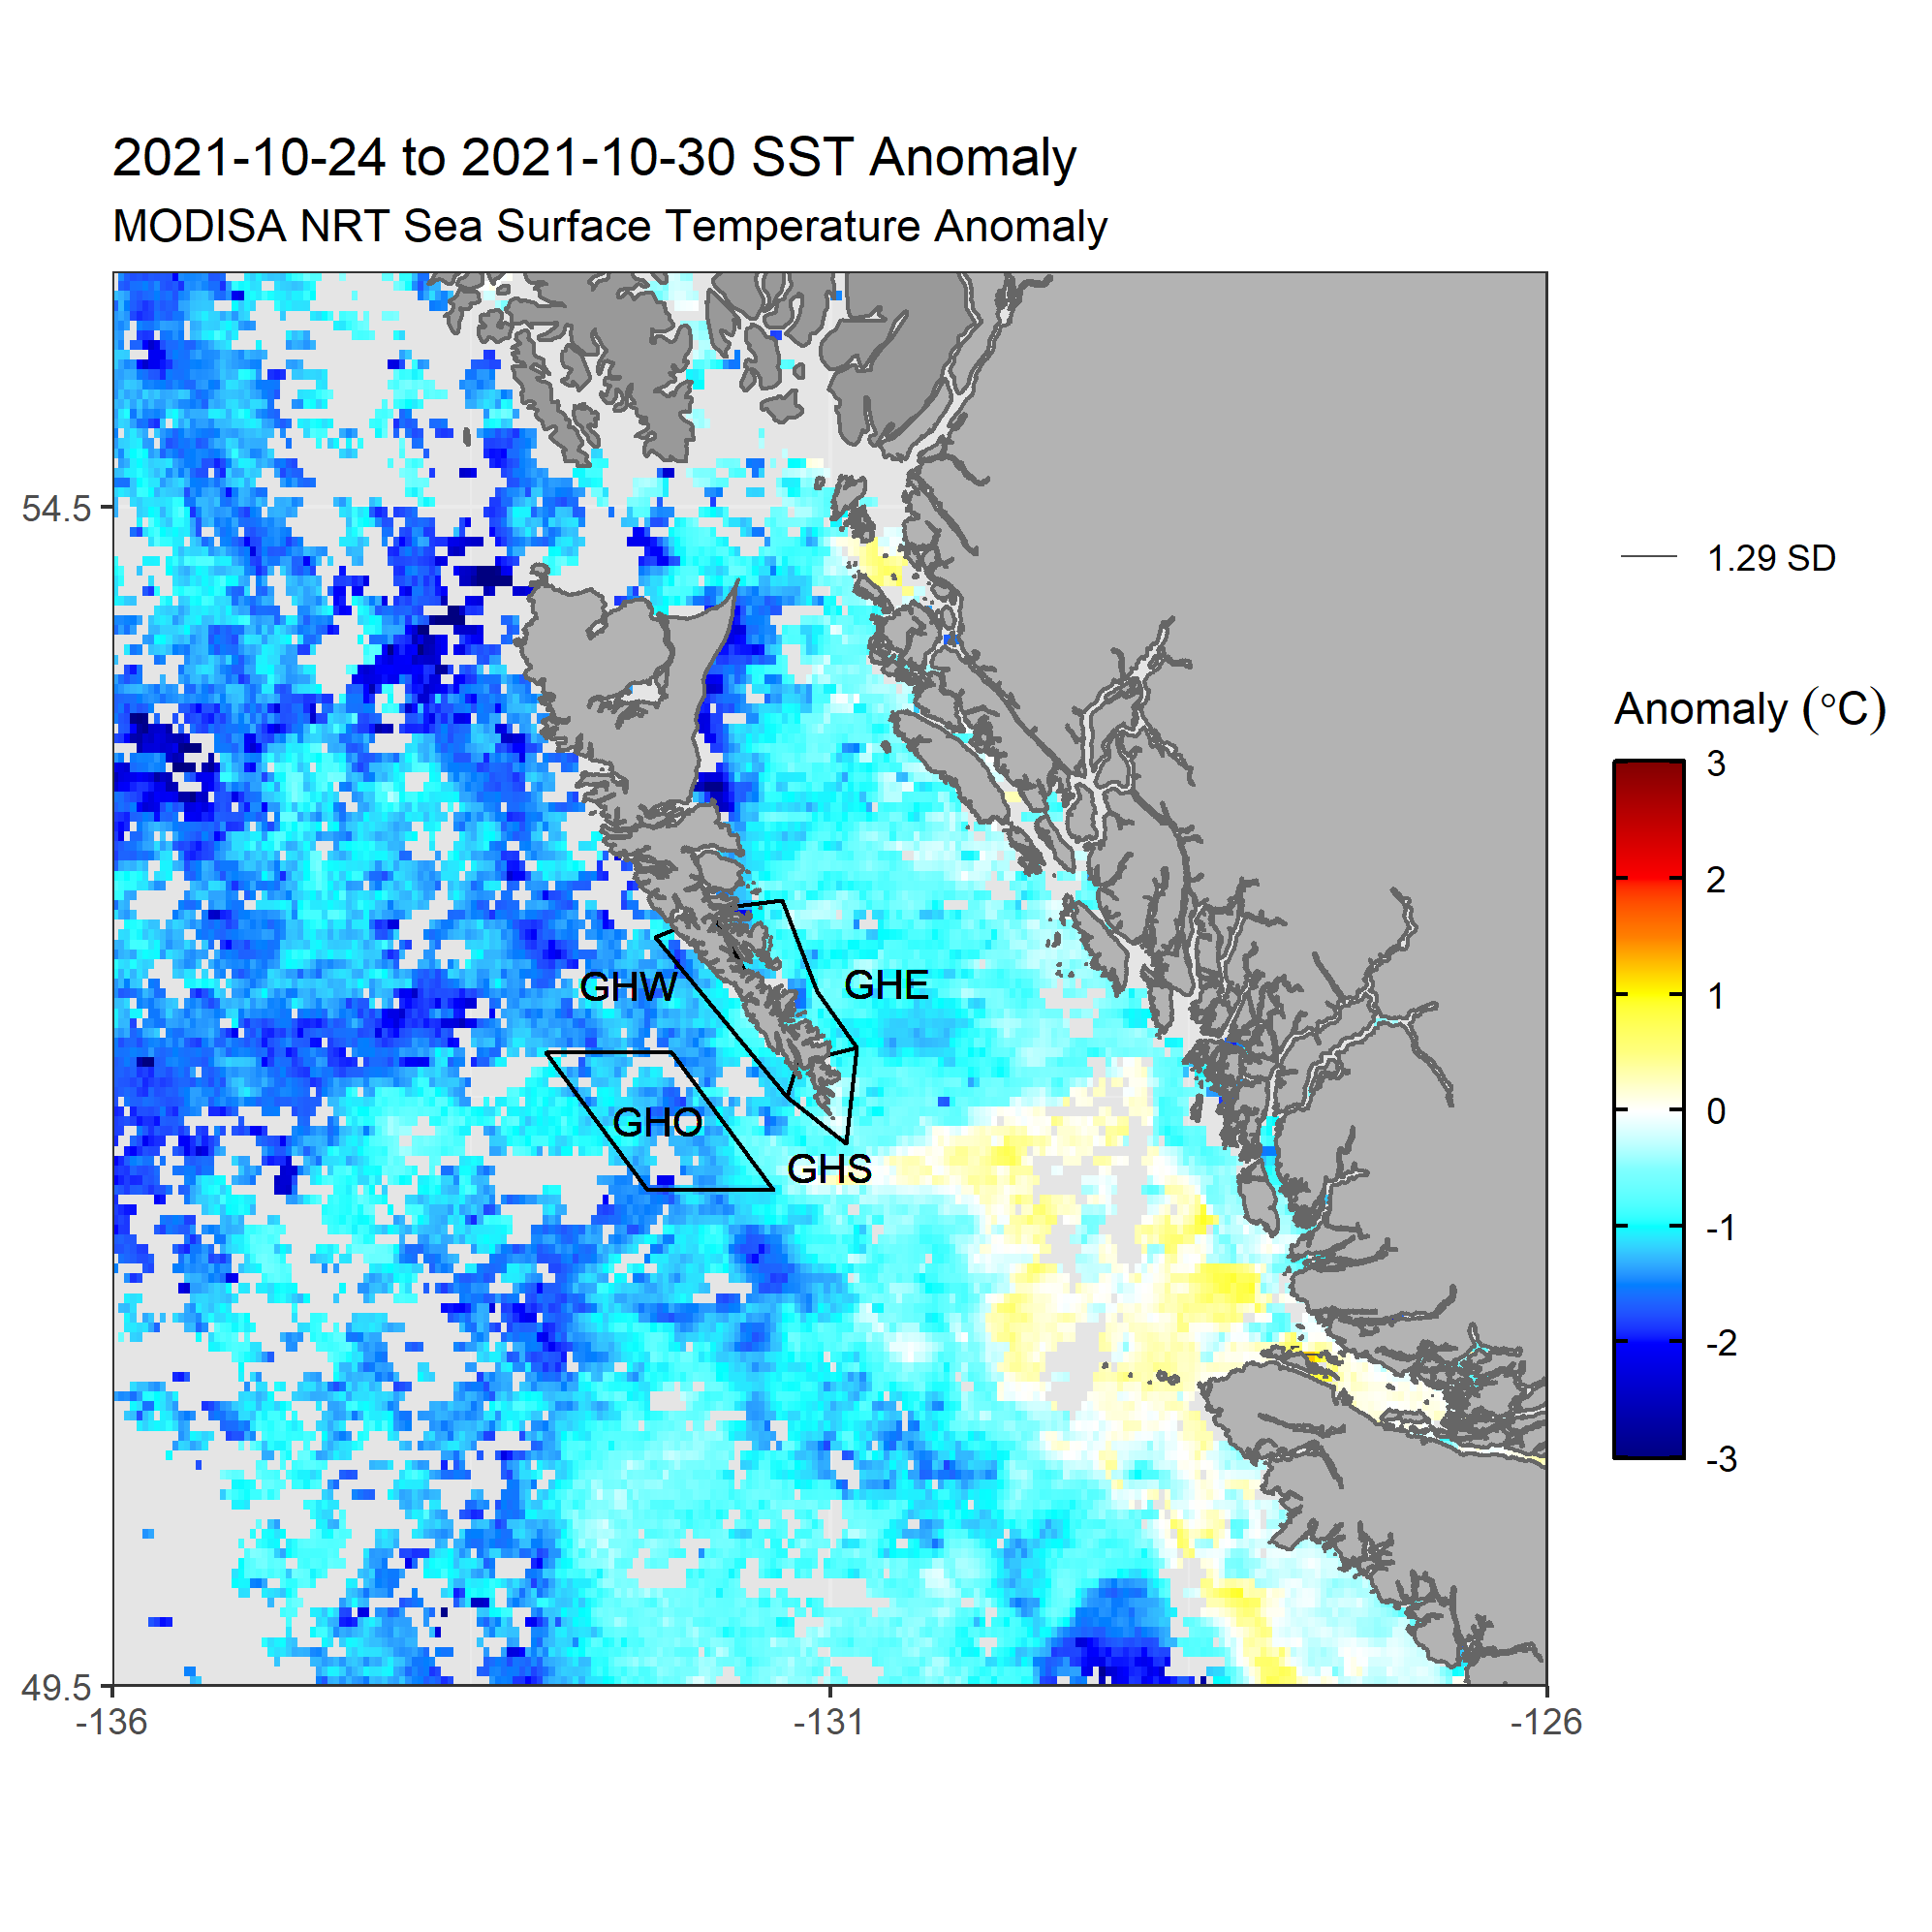 2021-10-24 to 2021-10-30 SST Anomaly
MODISA NRT Sea Surface Temperature Anomaly
54.5
49.5
-136
-131
-126
GHW
GHE
GHO
GHS
1.29 SD
Anomaly (°C)
3
2
1
0
-1
-2
-3